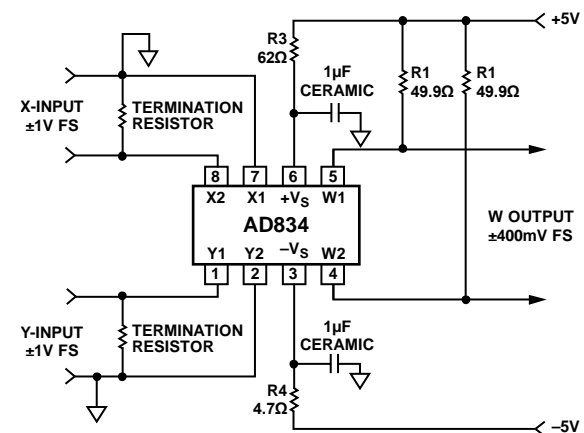 +5V
R3
62Ω
R1
49.9Ω
R1
49.9Ω
1µF
CERAMIC
X-INPUT
±1V FS
TERMINATION
RESISTOR
8 7 6 5
X2 X1 +VS W1
AD834
Y1 Y2 –VS W2
1 2 3 4
W OUTPUT
±400mV FS
Y-INPUT
±1V FS
TERMINATION
RESISTOR
1µF
CERAMIC
R4
4.7Ω
–5V